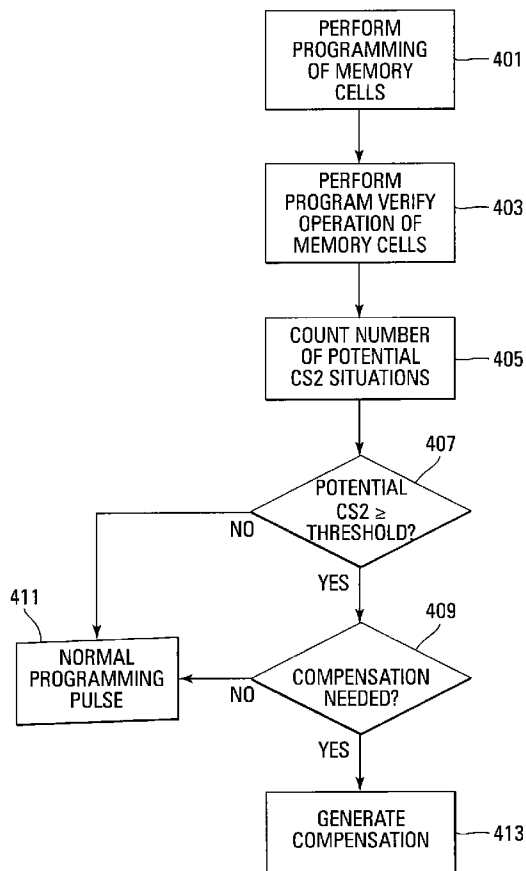 PERFORM
PROGRAMMING
OF MEMORY
CELLS
401
PERFORM
PROGRAM VERIFY
OPERATION OF
MEMORY CELLS
403
COUNT NUMBER
OF POTENTIAL
CS2 SITUATIONS
405
407
POTENTIAL
CS2 ≥
THRESHOLD?
NO
YES
411
409
NORMAL
PROGRAMMING
PULSE
COMPENSATION
NEEDED?
NO
YES
GENERATE
COMPENSATION
413